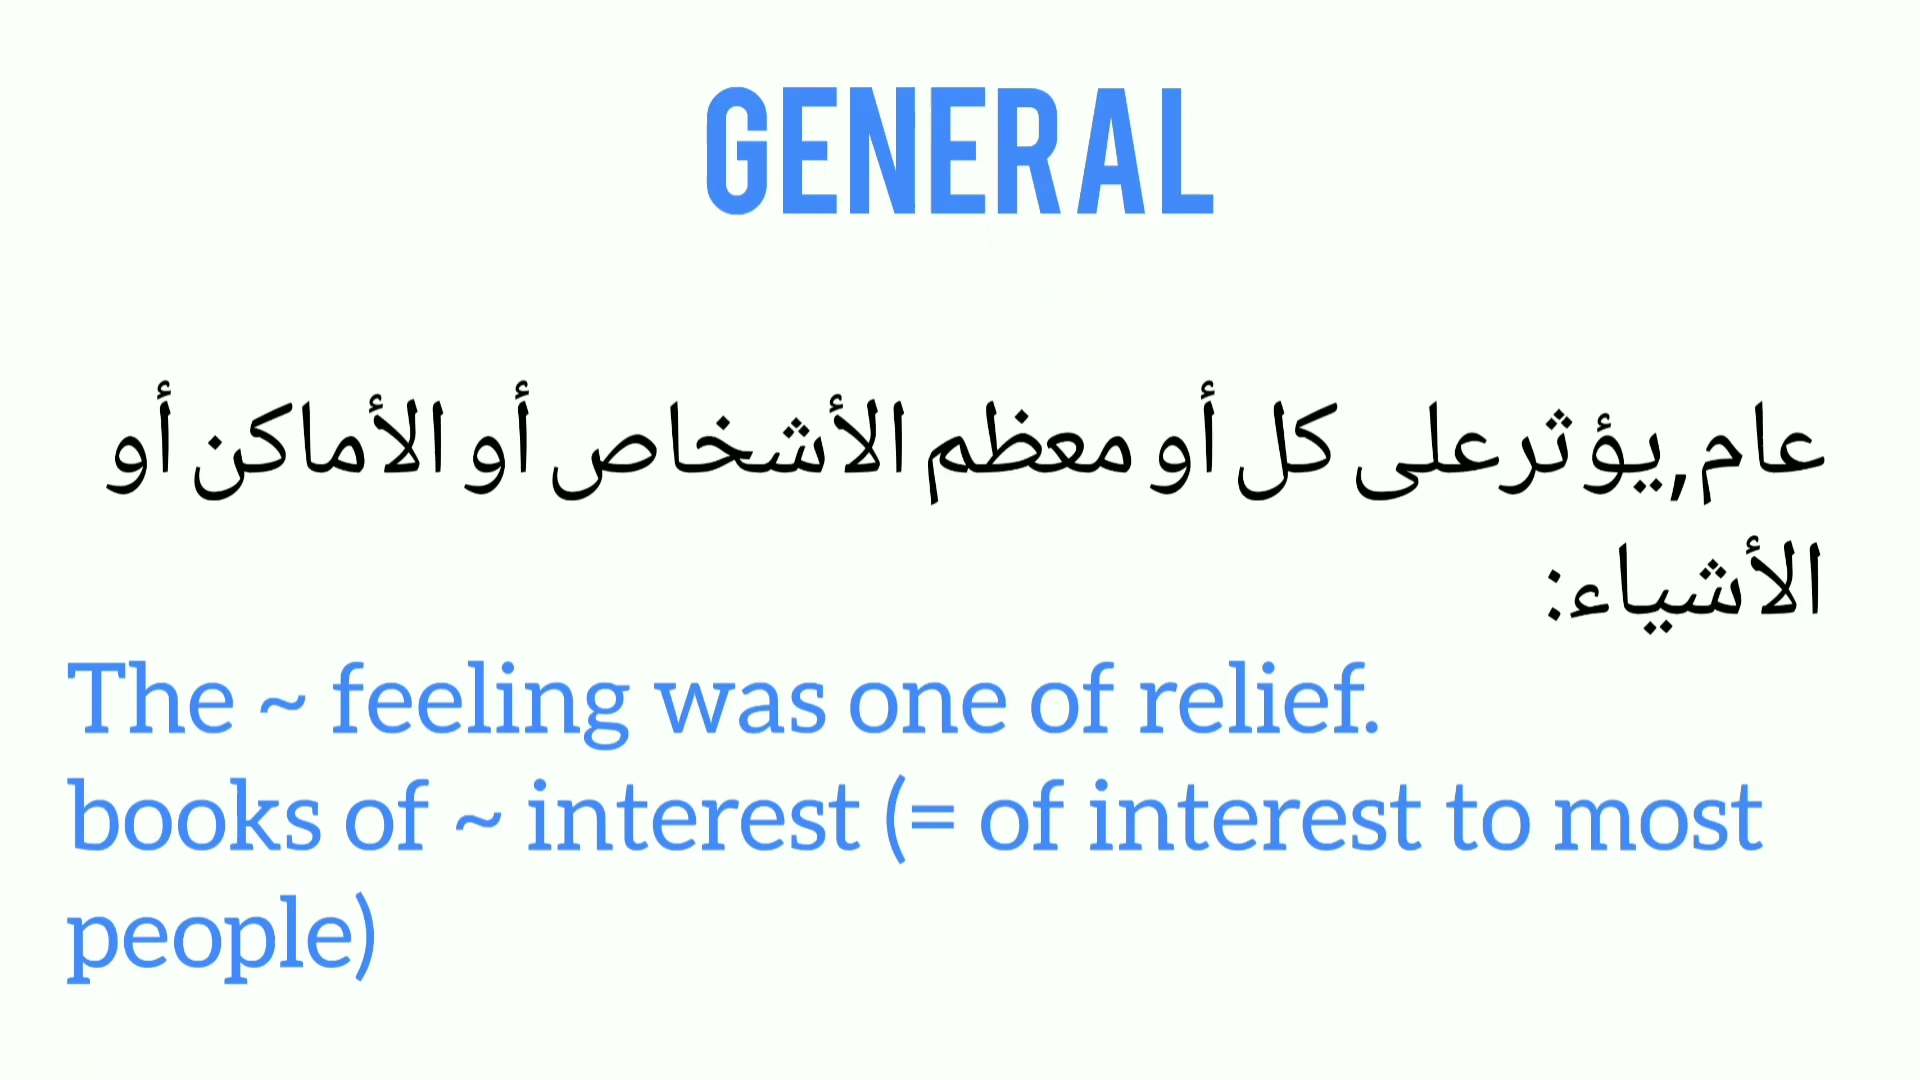 GENERAL
عام,يؤثرعلى كل أو معظم الأشخاص أو الأماكن أو
الأشياء:
The ~ feeling was one of relief.
books of ~ interest (= of interest to most
people)